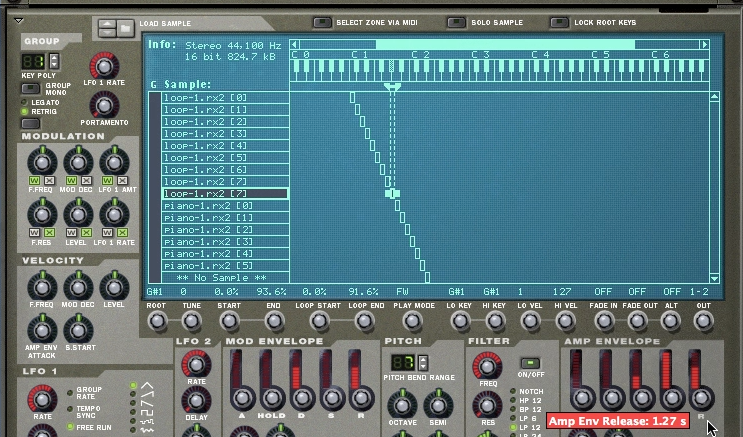 LOAD SAMPLE
SELECT ZONE VIA MIDI
SOLO SAMPLE
LOCK ROOT KEYS
GROUP
KEY POLY
GROUP MONO
LEGATO
RETRIG
LFO 1 RATE
PORTAMENTO
Info: Stereo 44,100 Hz
16 bit 824.7 kB
C 0 C 1 C 2 C 3 C 4 C 5 C 6
G Sample:
loop-1.rx2 [0]
loop-1.rx2 [1]
loop-1.rx2 [2]
loop-1.rx2 [3]
loop-1.rx2 [4]
loop-1.rx2 [5]
loop-1.rx2 [6]
loop-1.rx2 [7]
loop-1.rx2 [7]
piano-1.rx2 [0]
piano-1.rx2 [1]
piano-1.rx2 [2]
piano-1.rx2 [3]
piano-1.rx2 [4]
piano-1.rx2 [5]
** No Sample **
G#1 0 0.0% 93.6% 0.0% 91.6% FW G#1 G#1 1 127 OFF OFF OFF 1-2
ROOT TUNE START END LOOP START LOOP END PLAY MODE LO KEY HI KEY LO VEL HI VEL FADE IN FADE OUT ALT OUT
MODULATION
W X W X W X
F.FREQ MOD DEC LFO 1 AMT
W X W X W X
F.RES LEVEL LFO 1 RATE
VELOCITY
F.FREQ MOD DEC LEVEL
AMP ENV ATTACK
S.START
LFO 1
RATE
GROUP RATE
TEMPO SYNC
FREE RUN
LFO 2
RATE
DELAY
MOD ENVELOPE
A HOLD D S R
PITCH
7
PITCH BEND RANGE
OCTAVE SEMI
FILTER
ON/OFF
FREQ
RES
NOTCH
HP 12
BP 12
LP 6
LP 12
LP 24
AMP ENVELOPE
R
Amp Env Release: 1.27 s